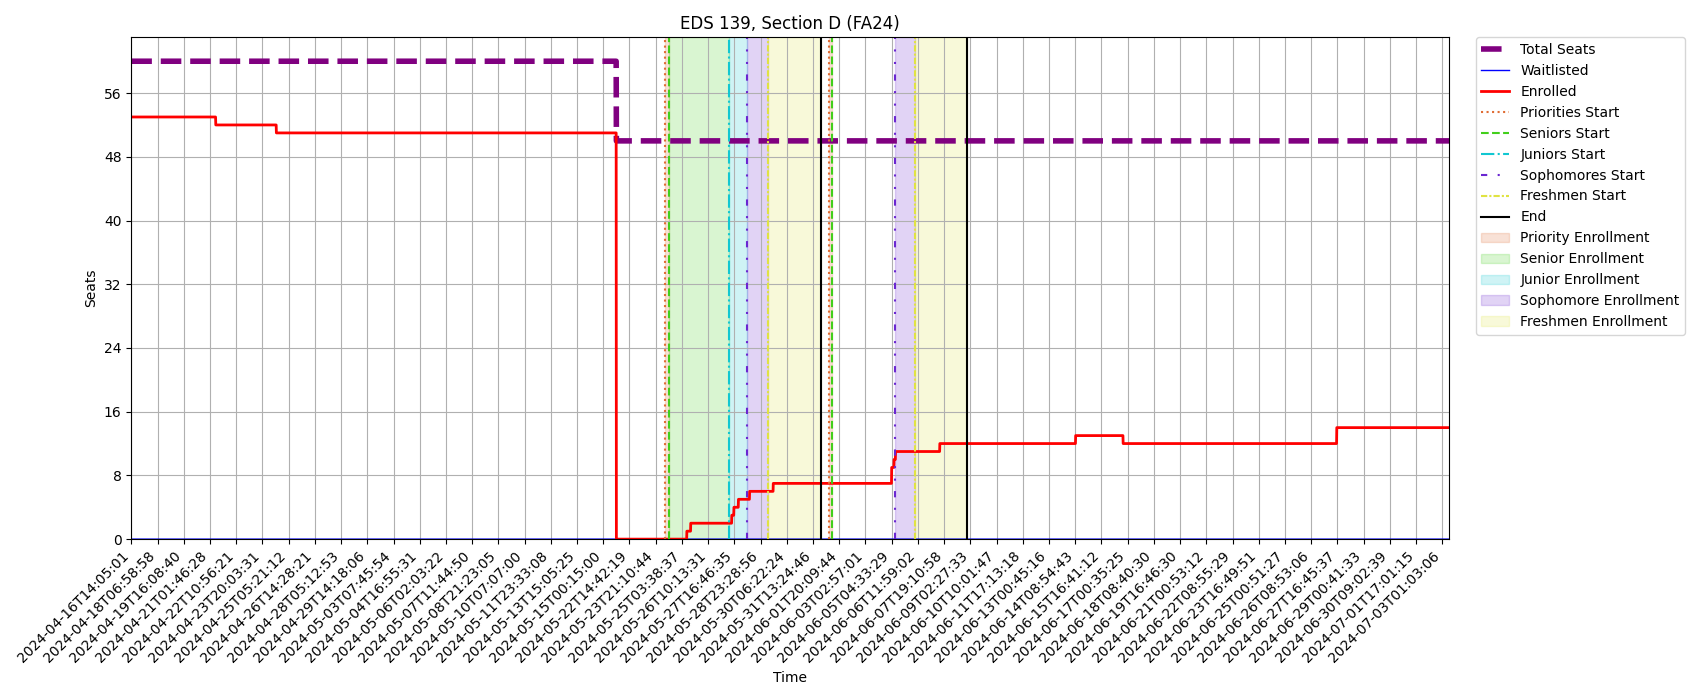 EDS 139, Section D (FA24)
Total Seats
Waitlisted
Enrolled
Priorities Start
Seniors Start
Juniors Start
Sophomores Start
Freshmen Start
End
Priority Enrollment
Senior Enrollment
Junior Enrollment
Sophomore Enrollment
Freshmen Enrollment
Seats
56
48
40
32
24
16
8
0
2024-04-16T14:05:01
2024-04-18T06:58:58
2024-04-19T16:08:40
2024-04-21T01:46:28
2024-04-22T10:56:21
2024-04-23T20:03:31
2024-04-25T05:21:12
2024-04-26T14:28:21
2024-04-28T05:12:53
2024-04-29T14:18:06
2024-05-03T07:45:54
2024-05-04T16:55:31
2024-05-06T02:03:22
2024-05-07T11:44:50
2024-05-08T21:23:05
2024-05-10T07:07:00
2024-05-11T23:33:08
2024-05-13T15:05:25
2024-05-15T00:15:00
2024-05-22T14:42:19
2024-05-23T21:10:44
2024-05-25T03:38:37
2024-05-26T10:13:31
2024-05-27T16:46:35
2024-05-28T23:28:56
2024-05-30T06:22:24
2024-05-31T13:24:46
2024-06-01T20:09:44
2024-06-03T02:57:01
2024-06-05T04:33:29
2024-06-06T11:59:02
2024-06-07T19:10:58
2024-06-09T02:27:33
2024-06-10T10:01:47
2024-06-11T17:13:18
2024-06-13T00:45:16
2024-06-14T08:54:43
2024-06-15T16:41:12
2024-06-17T00:35:25
2024-06-18T08:40:30
2024-06-19T16:46:30
2024-06-21T00:53:12
2024-06-22T08:55:29
2024-06-23T16:49:51
2024-06-25T00:51:27
2024-06-26T08:53:06
2024-06-27T16:45:37
2024-06-29T00:41:33
2024-06-30T09:02:39
2024-07-01T17:01:15
2024-07-03T01:03:06
Time